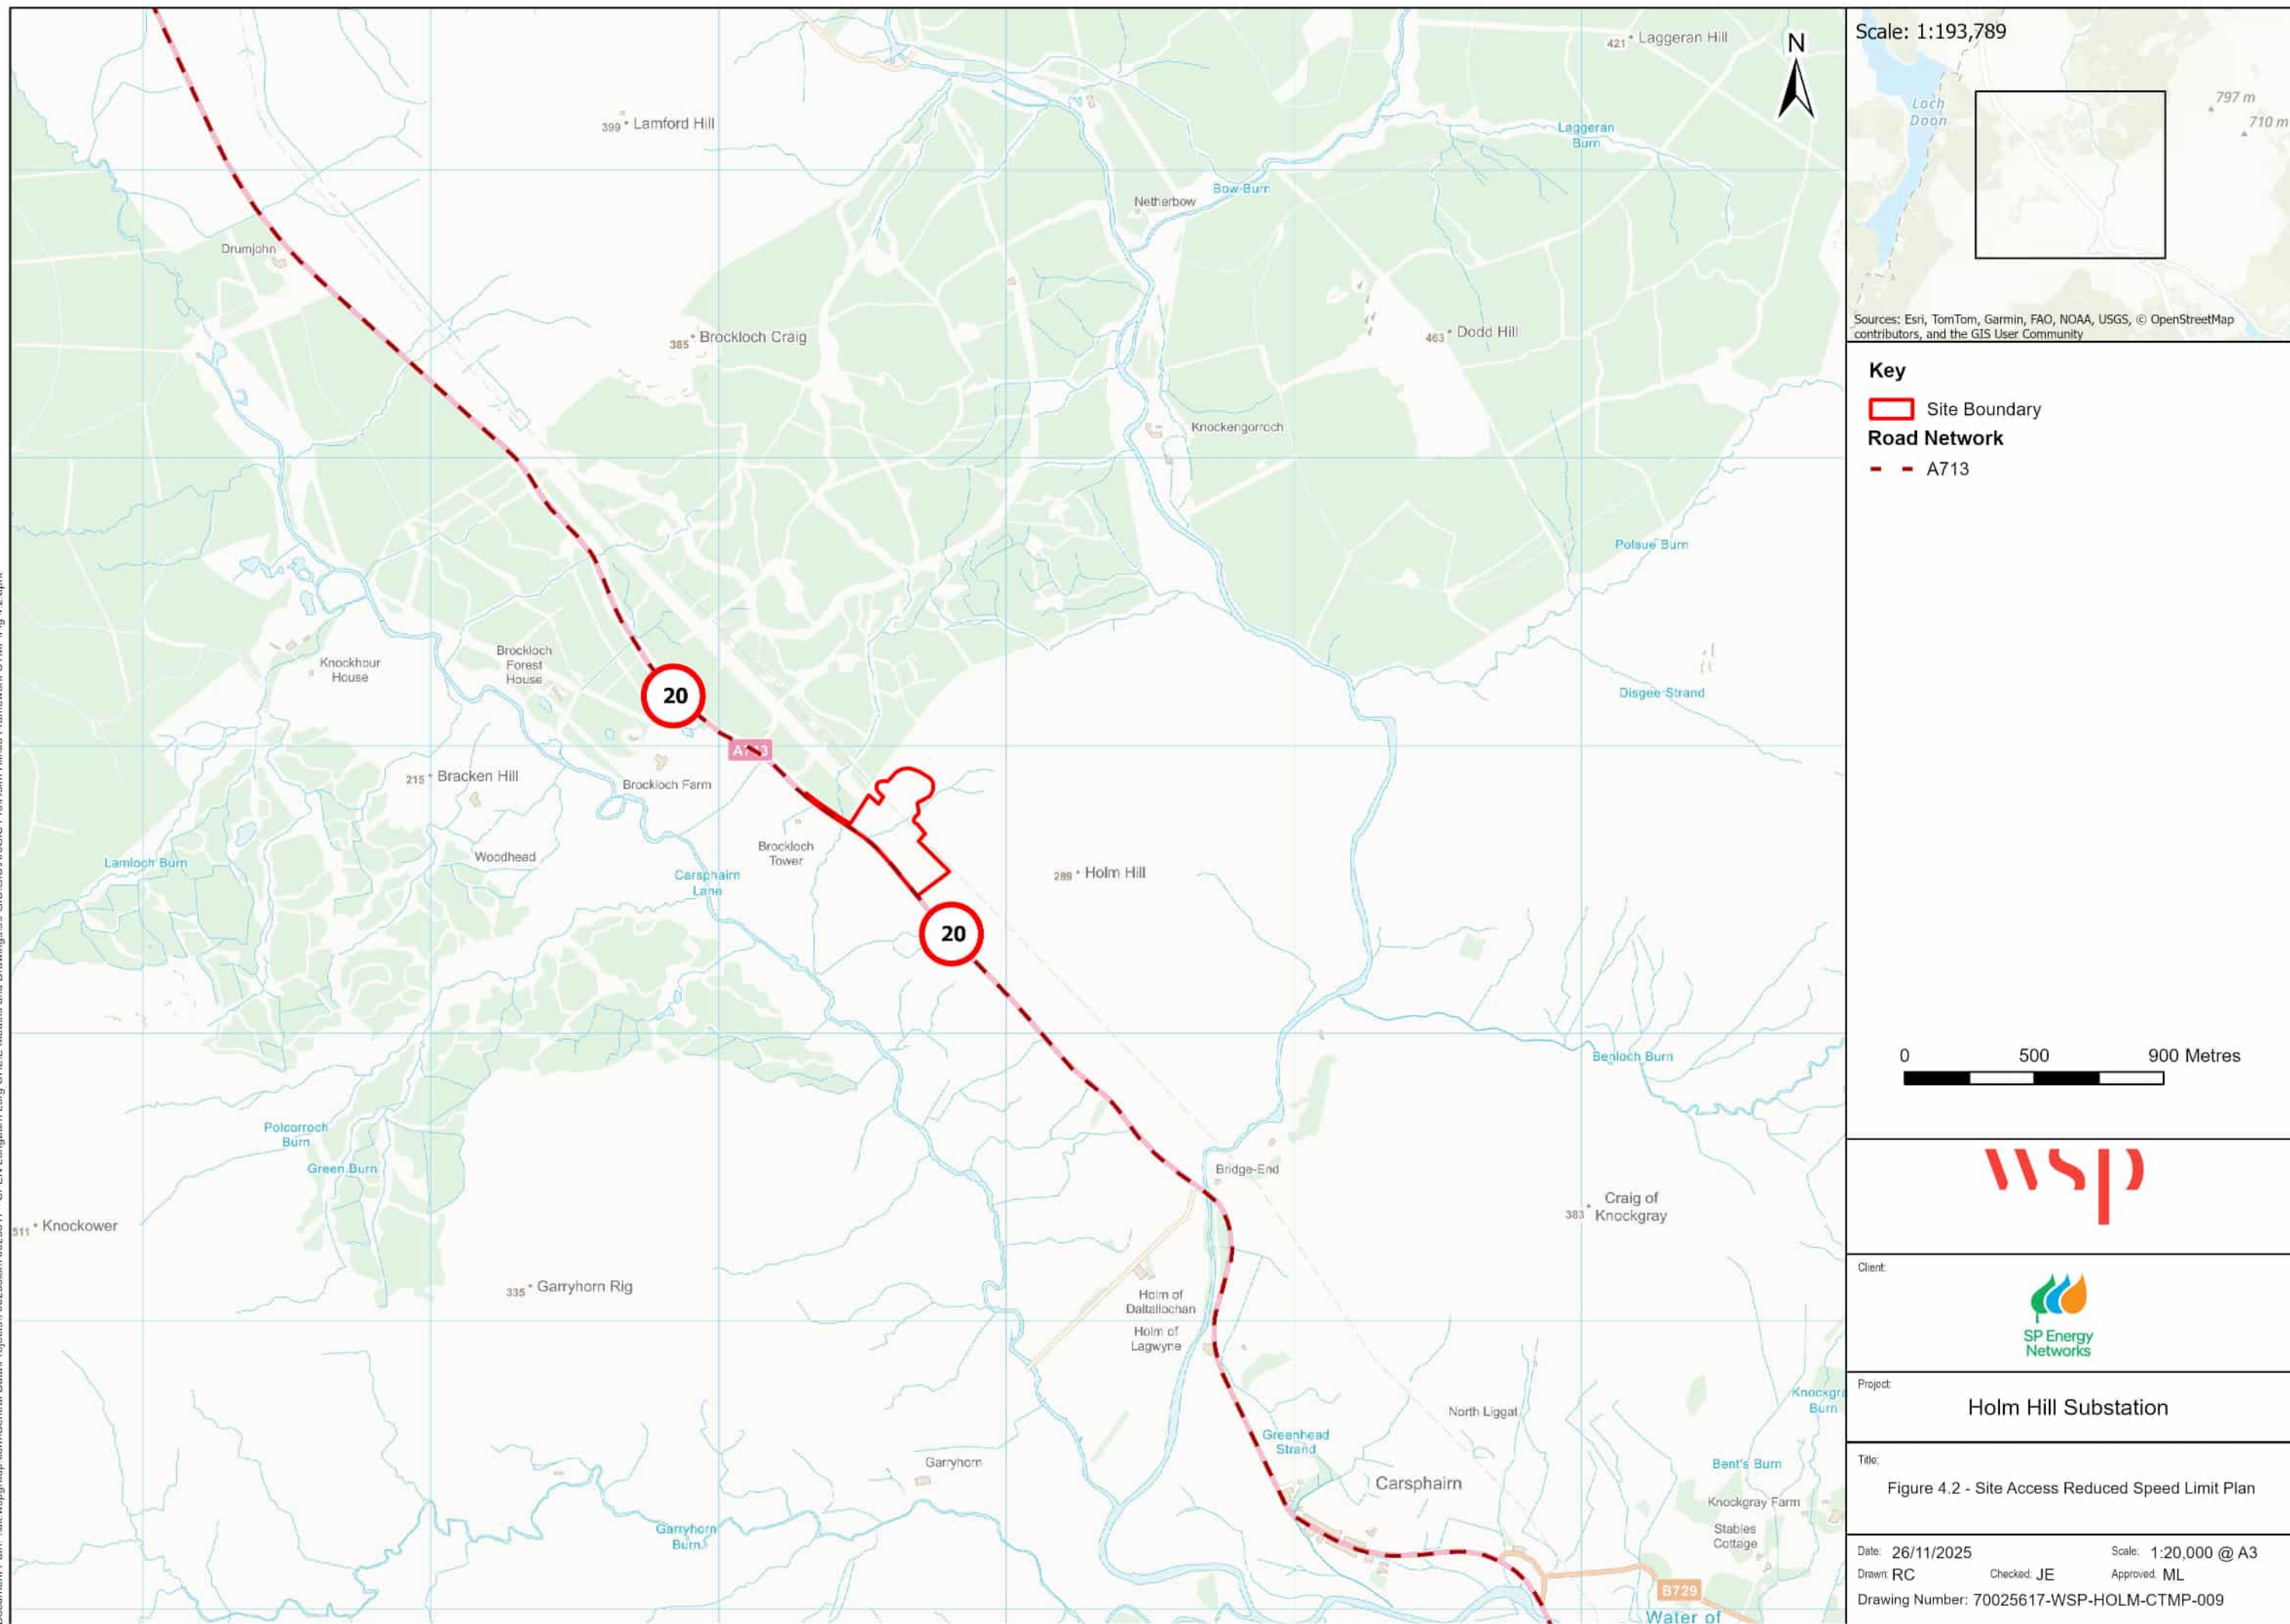 421 Laggeran Hill
N
399 Lamford Hill
Laggeran
Burn
Bow Burn
Netherbow
Drumjohn
385 Brockloch Craig
463 Dodd Hill
Knockengorroch
Polsue Burn
Knockhour
House
Brockloch
Forest
House
Disgee Strand
20
A713
215 Bracken Hill
Brockloch Farm
Woodhead
Brockloch
Tower
Lamloch Burn
Carsphairn
Lane
289 Holm Hill
20
Benloch Burn
Polcorroch
Burn
Green Burn
Bridge-End
Craig of
383 Knockgray
511 Knockower
335 Garryhorn Rig
Holm of
Daltallochan
Holm of
Lagwyne
Burn
North Liggat
Greenhead
Strand
Garryhorn
Carsphairn
Bent's Burn
Knockgray Farm
Garryhorn
Burn
Stables
Cottage
B729
Water of
Scale: 1:193,789
Loch
Doon
797 m
710 m
Sources: Esri, TomTom, Garmin, FAO, NOAA, USGS, © OpenStreetMap
contributors, and the GIS User Community
Key
Site Boundary
Road Network
A713
0 500 900 Metres
wsp
Client:
SP Energy
Networks
Project:
Holm Hill Substation
Title:
Figure 4.2 - Site Access Reduced Speed Limit Plan
Date: 26/11/2025 Scale: 1:20,000 @ A3
Drawn: RC Checked: JE Approved: ML
Drawing Number: 70025617-WSP-HOLM-CTMP-009